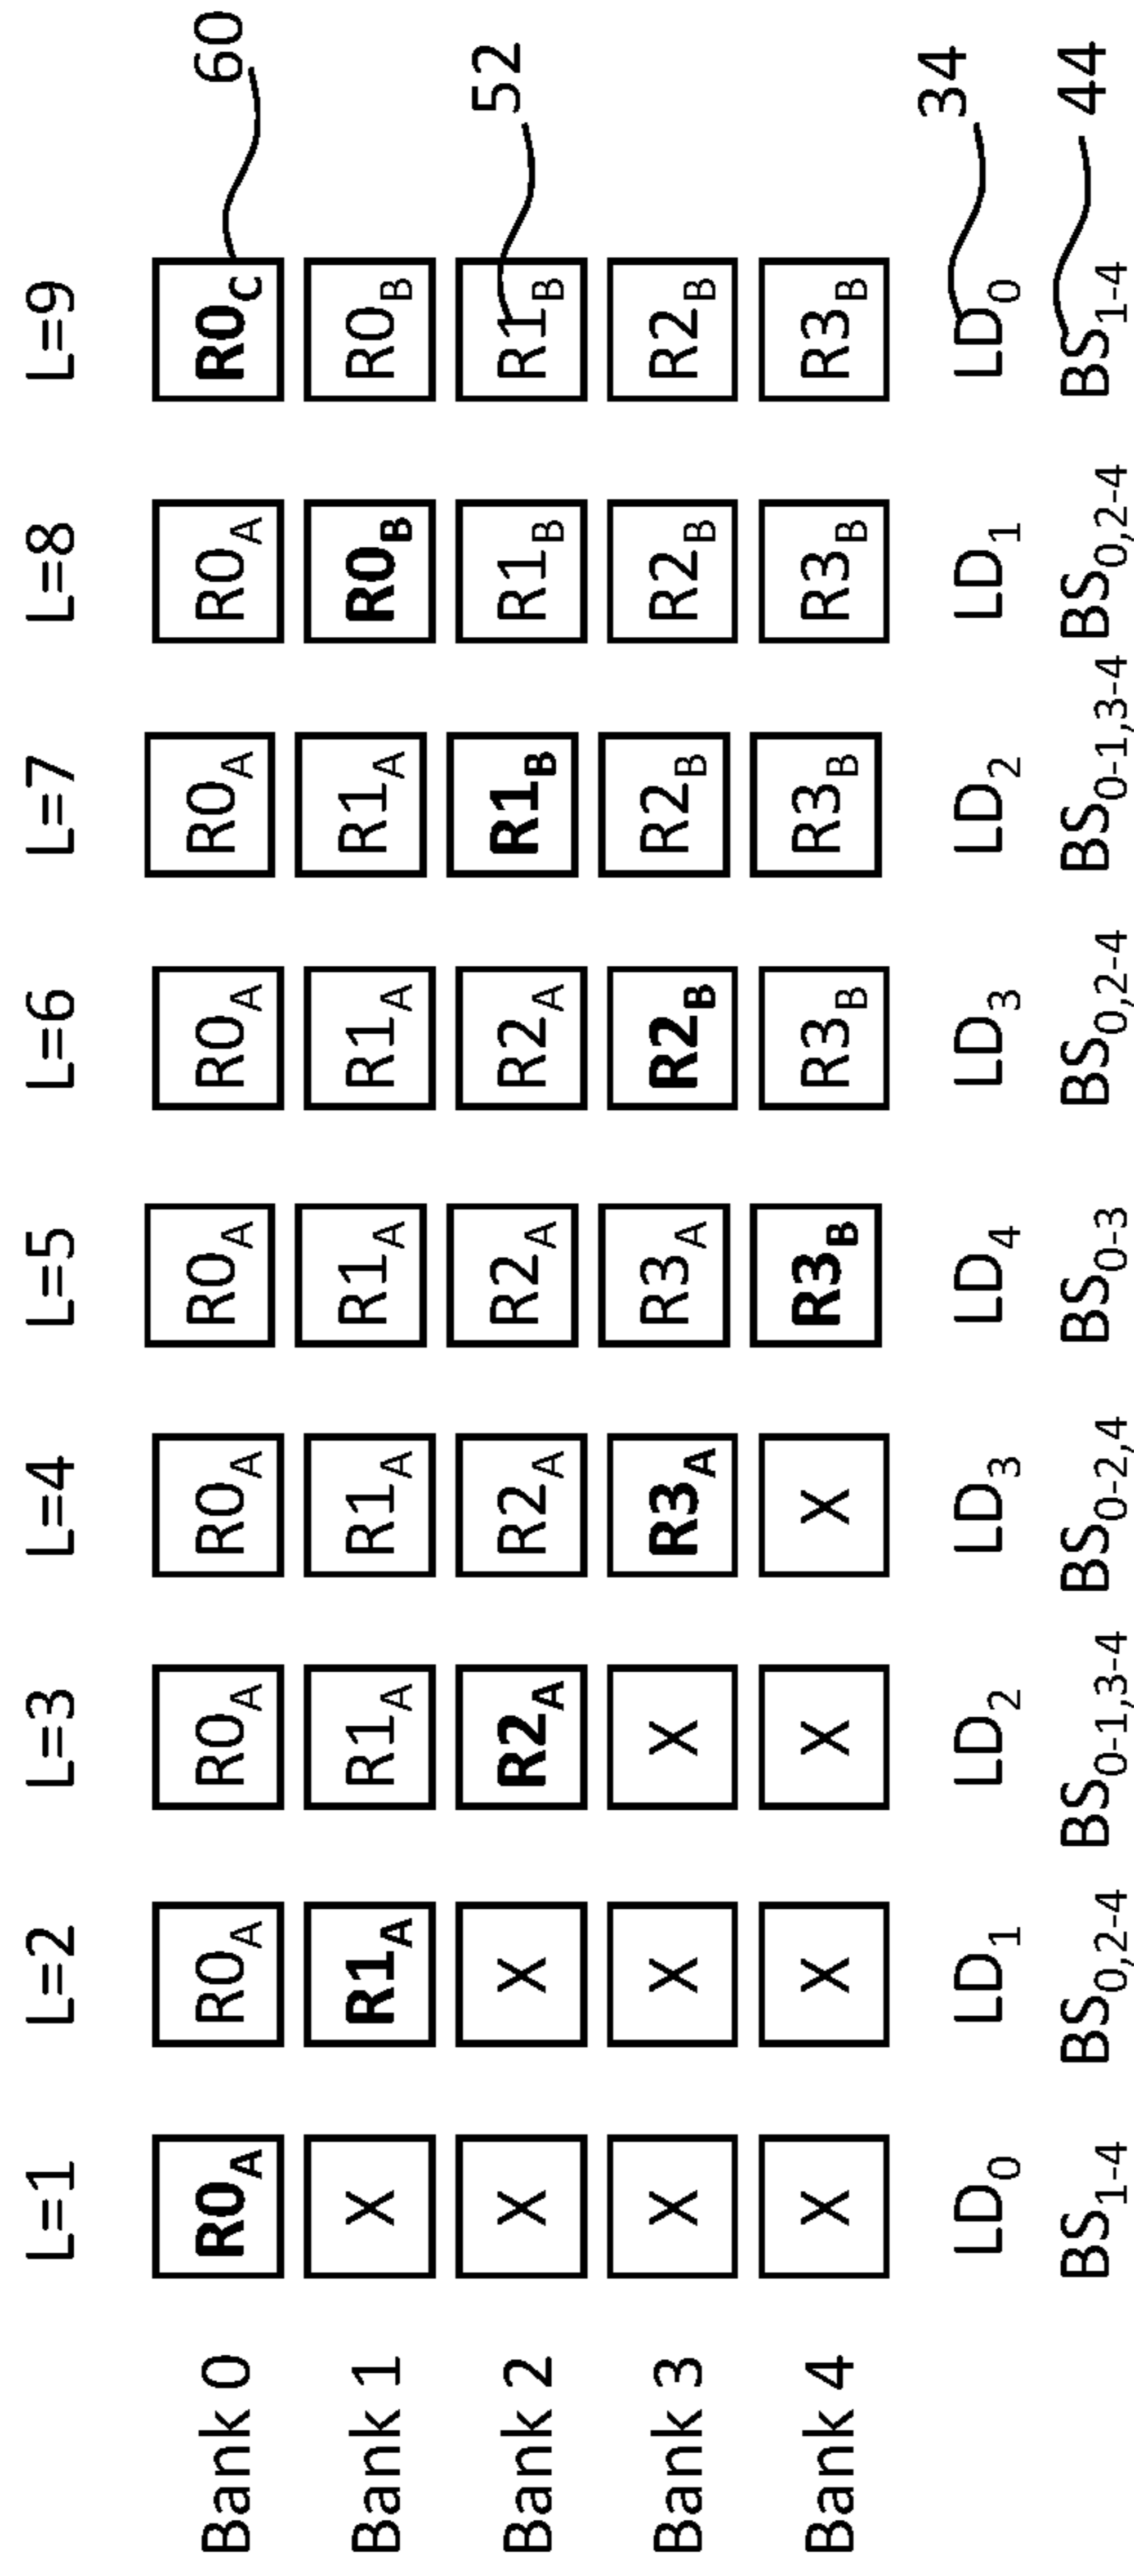 L=1 L=2 L=3 L=4 L=5 L=6 L=7 L=8 L=9
Bank 0 R0A R0A R0A R0A R0A R0A R0A R0A R0C 60
Bank 1 X R1A R1A R1A R1A R1A R1A R0B R0B
Bank 2 X X R2A R2A R2A R2A R1B R1B R1B 52
Bank 3 X X X R3A R3A R2B R2B R2B R2B
Bank 4 X X X X R3B R3B R3B R3B R3B
LD0 LD1 LD2 LD3 LD4 LD3 LD2 LD1 LD0 34
BS1-4 BS0,2-4 BS0-1,3-4 BS0-2,4 BS0-3 BS0,2-4 BS0-1,3-4 BS0,2-4 BS1-4 44